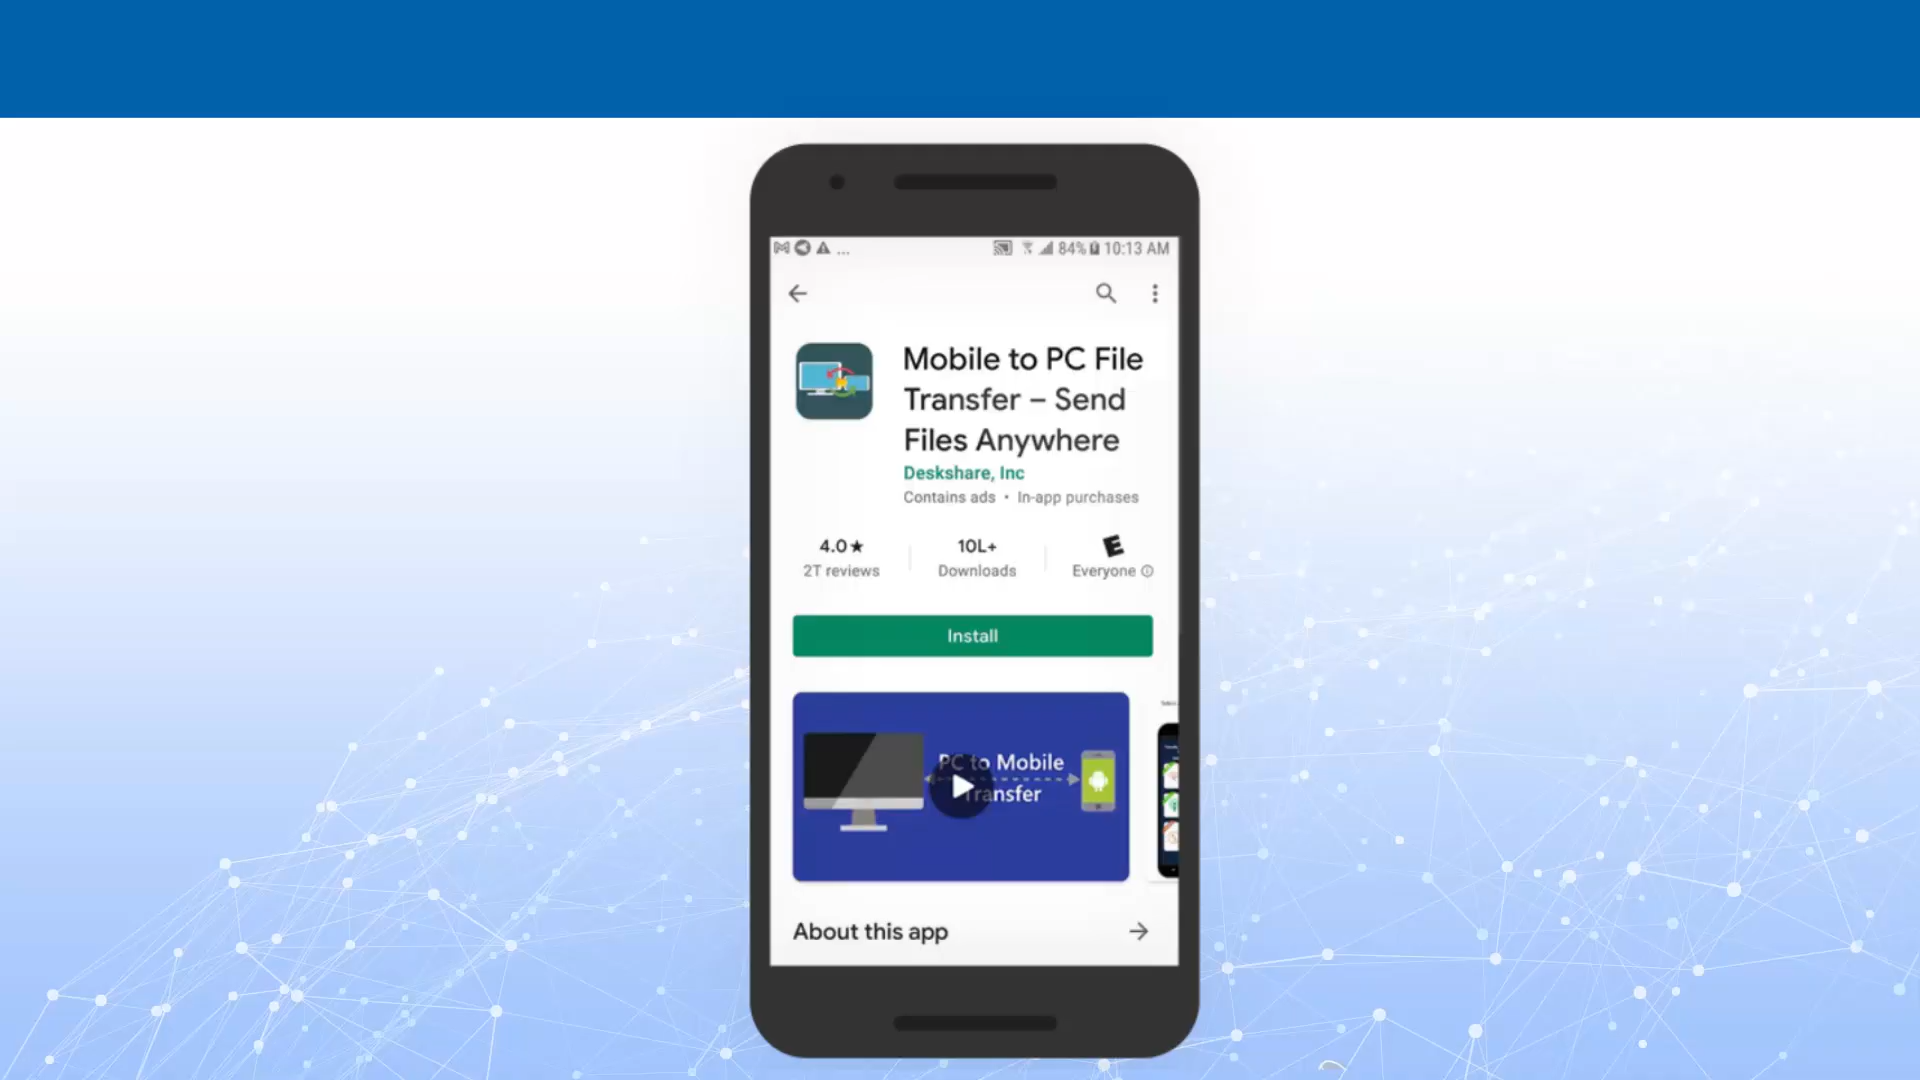 ... 84% 10:13 AM
Mobile to PC File
Transfer – Send
Files Anywhere
Deskshare, Inc
Contains ads • In-app purchases
4.0★ 10L+ E
2T reviews Downloads Everyone
Install
PC to Mobile
Transfer
About this app